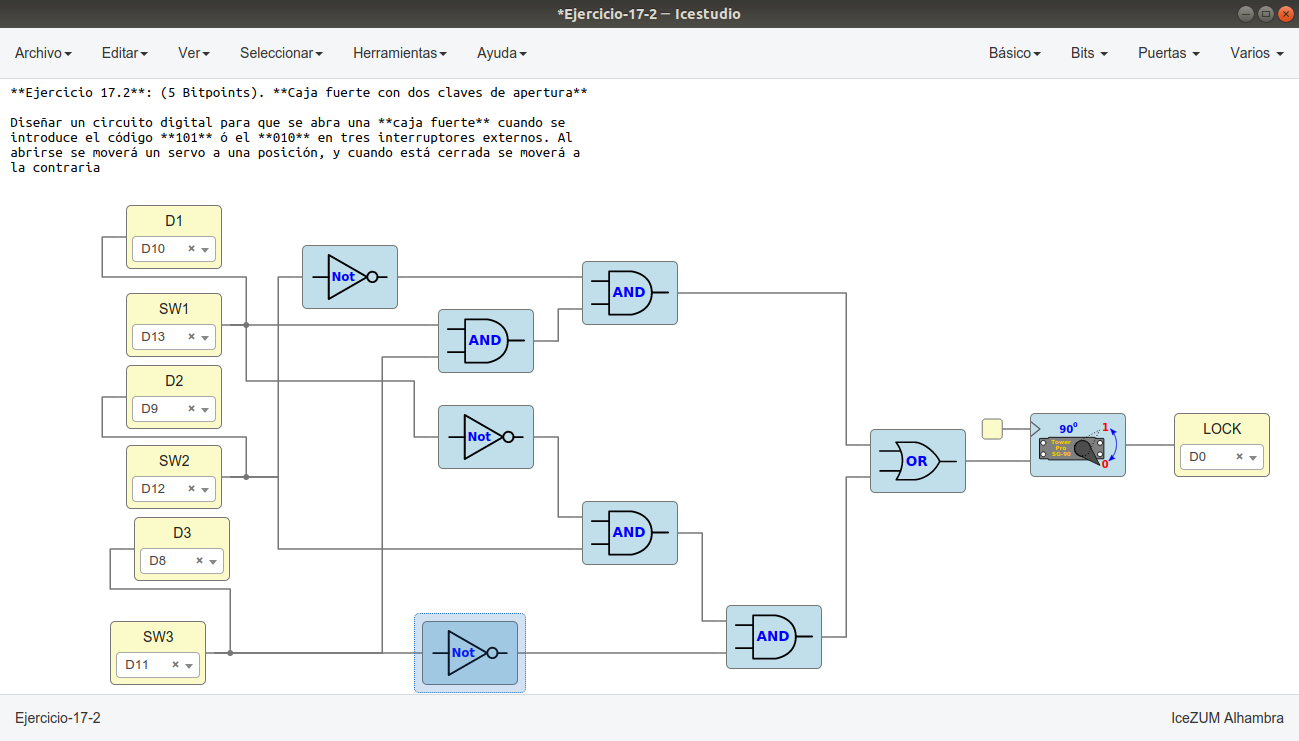 *Ejercicio-17-2 — Icestudio
Archivo Editar Ver Seleccionar Herramientas Ayuda Básico Bits Puertas Varios
**Ejercicio 17.2**: (5 Bitpoints). **Caja fuerte con dos claves de apertura**
Diseñar un circuito digital para que se abra una **caja fuerte** cuando se
introduce el código **101** ó el **010** en tres interruptores externos. Al
abrirse se moverá un servo a una posición, y cuando está cerrada se moverá a
la contraria
D1
D10 ×
Not
AND
SW1
D13 ×
AND
D2
D9 ×
Not
SW2
D12 ×
D3
D8 ×
AND
SW3
D11 ×
Not
AND
OR
90⁰ 1
Tower
Pro
SG-90
0
LOCK
D0 ×
Ejercicio-17-2 IceZUM Alhambra